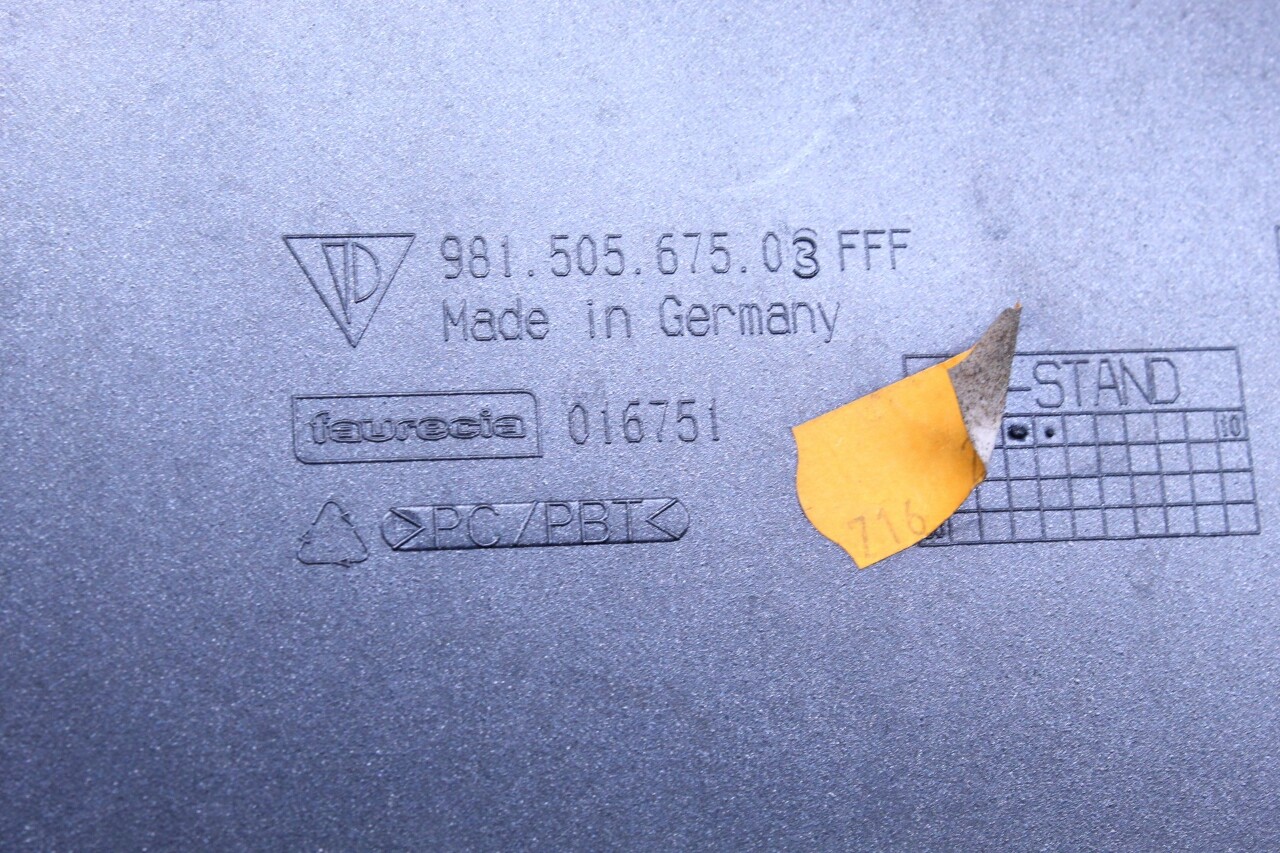 981.505.675.03 FFF
Made in Germany
faurecia 016751
-STAND
10
>PC/PBT<
716